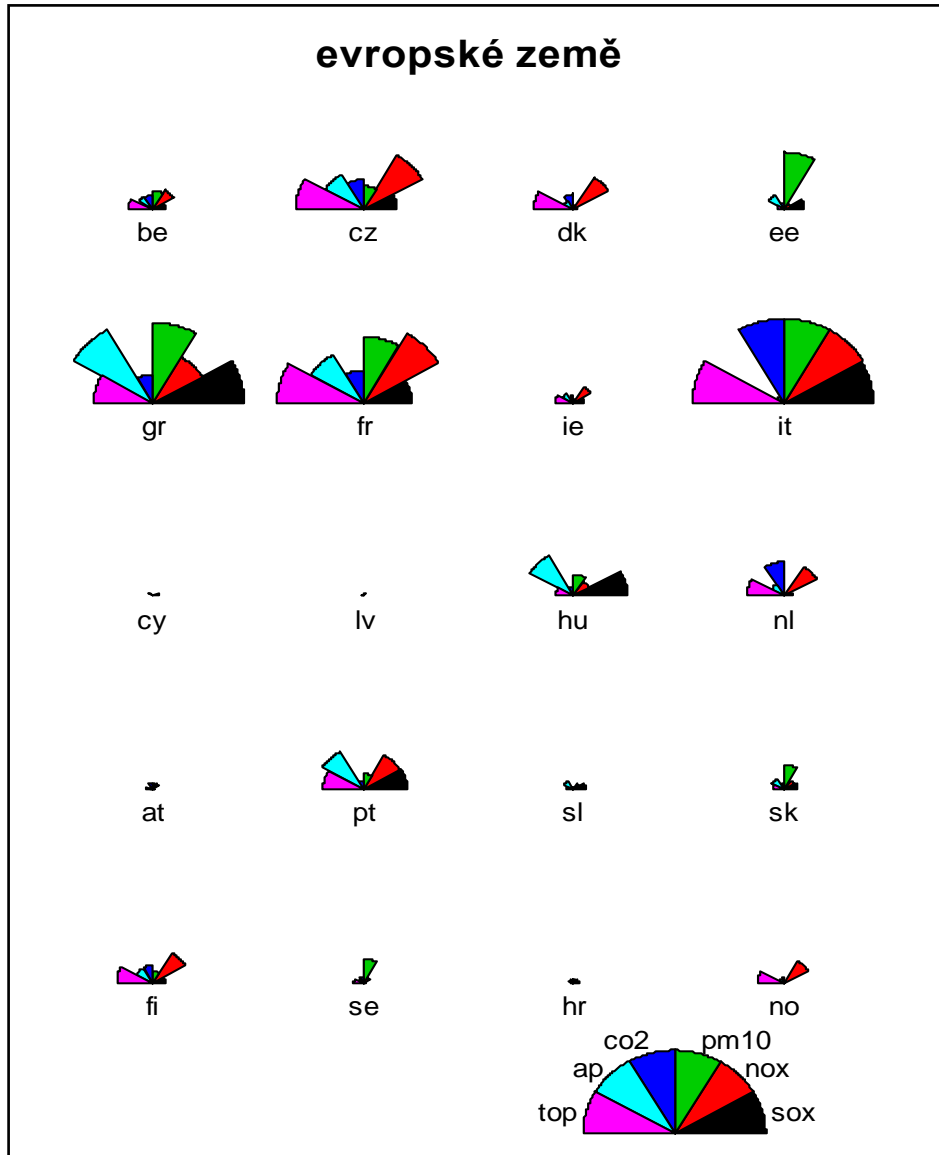 evropské země
be cz dk ee
gr fr ie it
cy lv hu nl
at pt sl sk
fi se hr no
co2 pm10
ap nox
top sox